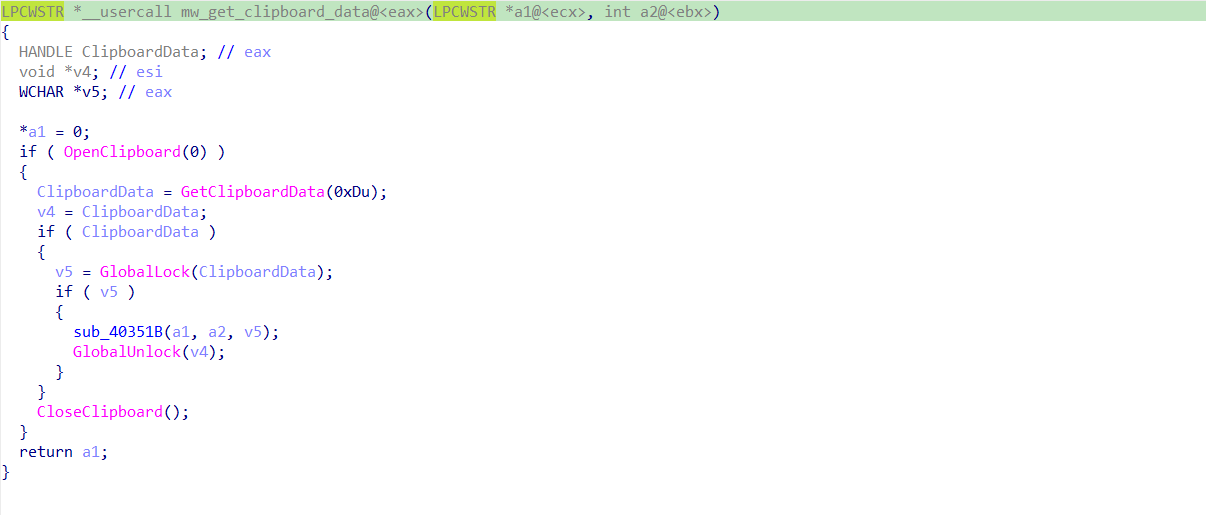 LPCWSTR *__usercall mw_get_clipboard_data@<eax>(LPCWSTR *a1@<ecx>, int a2@<ebx>)
{
  HANDLE ClipboardData; // eax
  void *v4; // esi
  WCHAR *v5; // eax

  *a1 = 0;
  if ( OpenClipboard(0) )
  {
    ClipboardData = GetClipboardData(0xDu);
    v4 = ClipboardData;
    if ( ClipboardData )
    {
      v5 = GlobalLock(ClipboardData);
      if ( v5 )
      {
        sub_40351B(a1, a2, v5);
        GlobalUnlock(v4);
      }
    }
    CloseClipboard();
  }
  return a1;
}